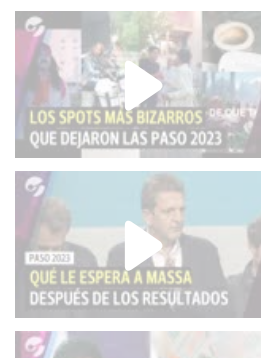 LOS SPOTS MÁS BIZARROS
QUE DEJARON LAS PASO 2023
PASO 2023
QUÉ LE ESPERA A MASSA
DESPUÉS DE LOS RESULTADOS